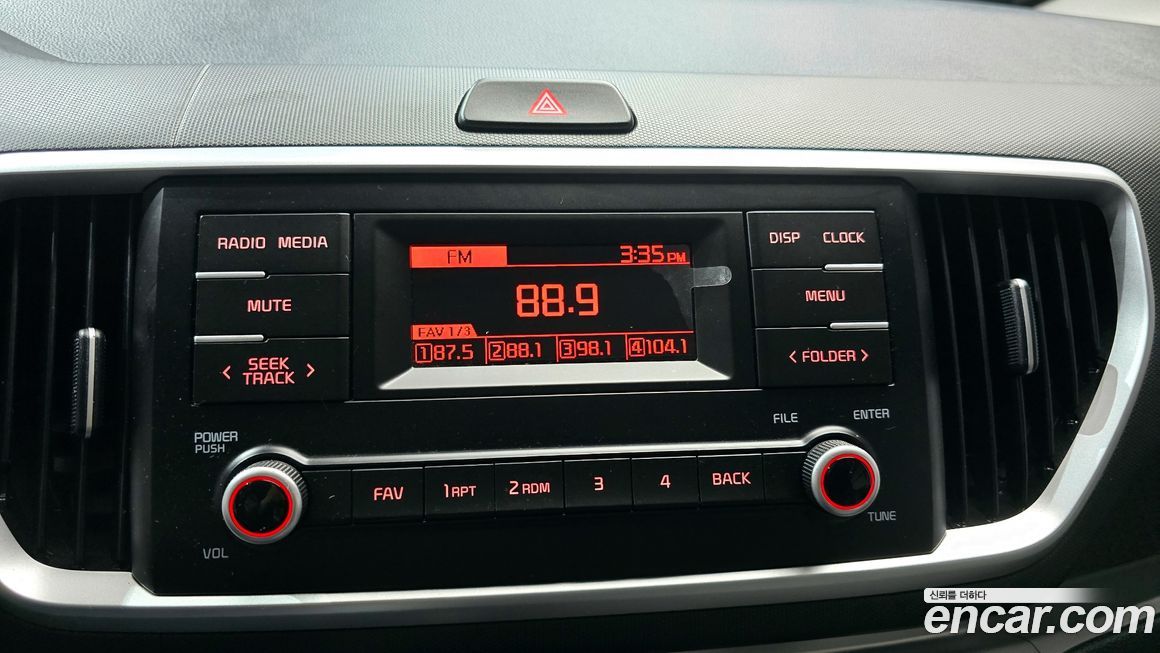 RADIO MEDIA
MUTE
< SEEK TRACK >
FM 3:35 PM
88.9
FAV 1/3
1 87.5 2 88.1 3 98.1 4 104.1
DISP CLOCK
MENU
< FOLDER >
POWER
PUSH
VOL
FAV 1 RPT 2 RDM 3 4 BACK
FILE
ENTER
TUNE
신뢰를 더하다
encar.com